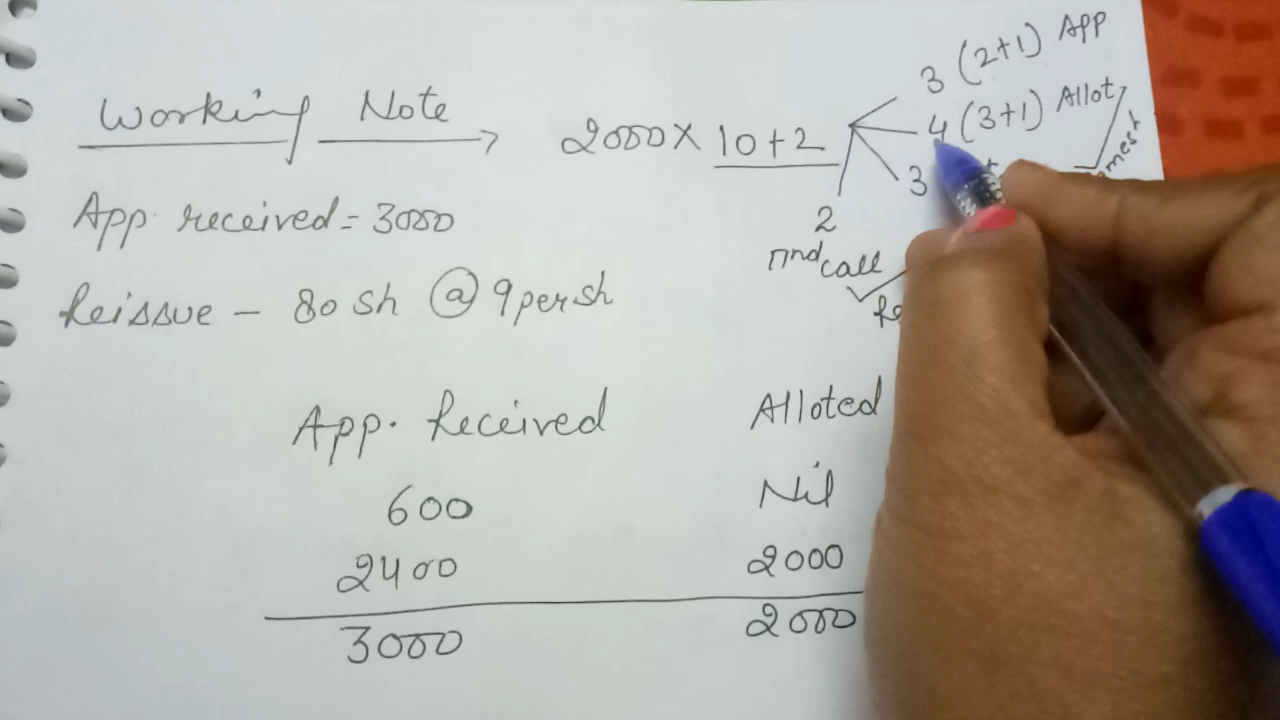 Working Note
2000 × 10+2
3 (2+1) App
4 (3+1) Allot
3
2
IInd call
App. received = 3000
Reissue - 80 sh @ 9 per sh
App. Received Alloted
600 Nil
2400 2000
3000 2000